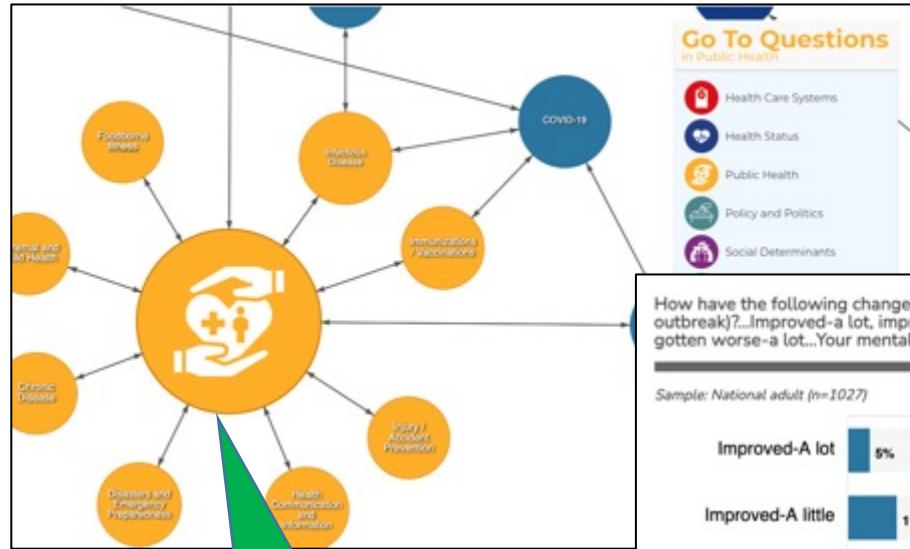 Go To Questions
in Public Health
Health Care Systems
Health Status
Public Health
Policy and Politics
Social Determinants
COVID-19
Foodborne
Illness
Infectious
Disease
Immunizations
/ Vaccinations
Chronic
Disease
Injury /
Accident
Prevention
Disasters and
Emergency
Preparedness
Health
Communication
and
Information
How have the following change
outbreak)?...Improved-a lot, imp
gotten worse-a lot...Your mental
Sample: National adult (n=1027)
Improved-A lot
5%
Improved-A little
1